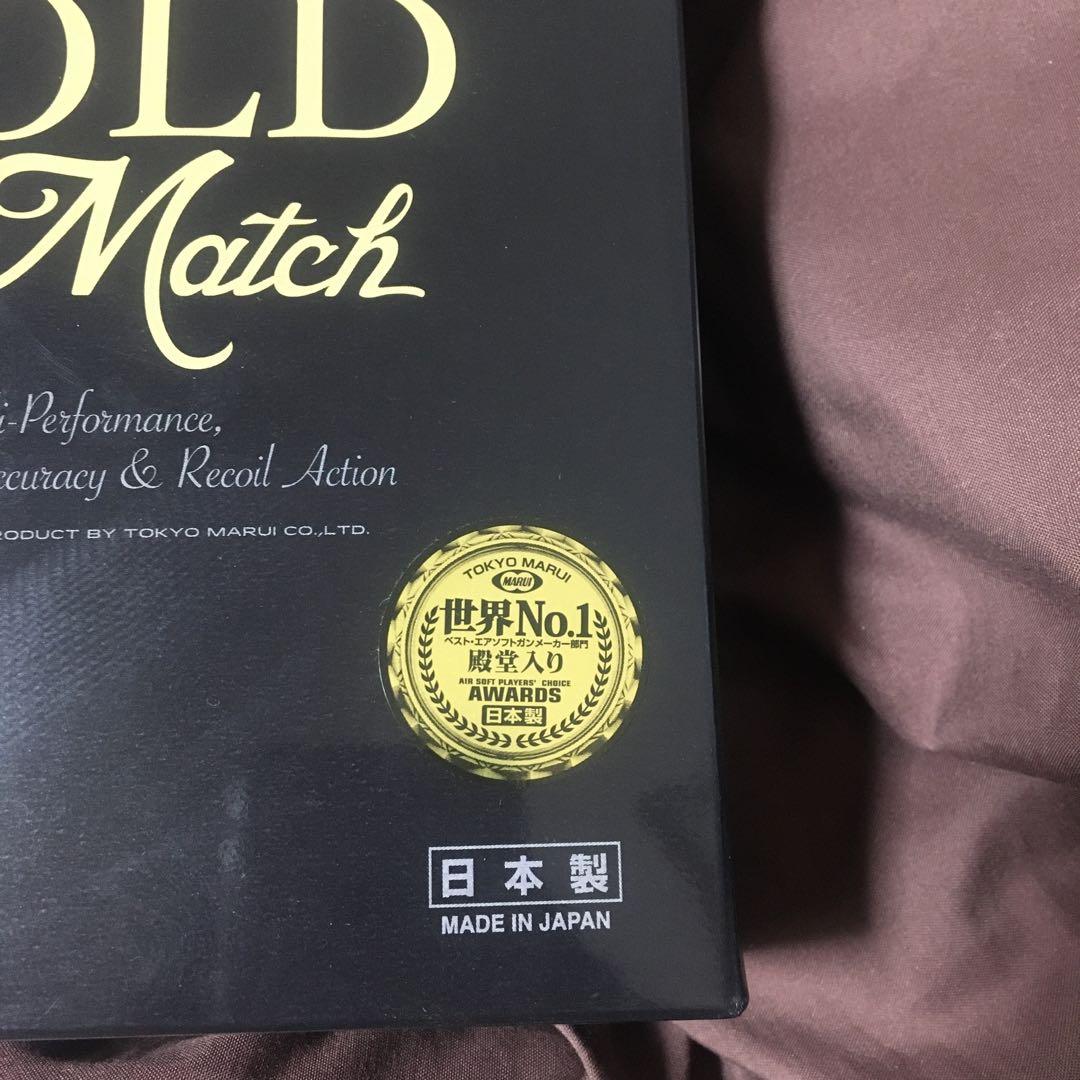 OLD
Match
i-Performance,
ccuracy & Recoil Action
RODUCT BY TOKYO MARUI CO.,LTD.
TOKYO MARUI
MARUI
世界No.1
ベスト・エアソフトガンメーカー部門
殿堂入り
AIR SOFT PLAYERS' CHOICE
AWARDS
日本製
日本製
MADE IN JAPAN